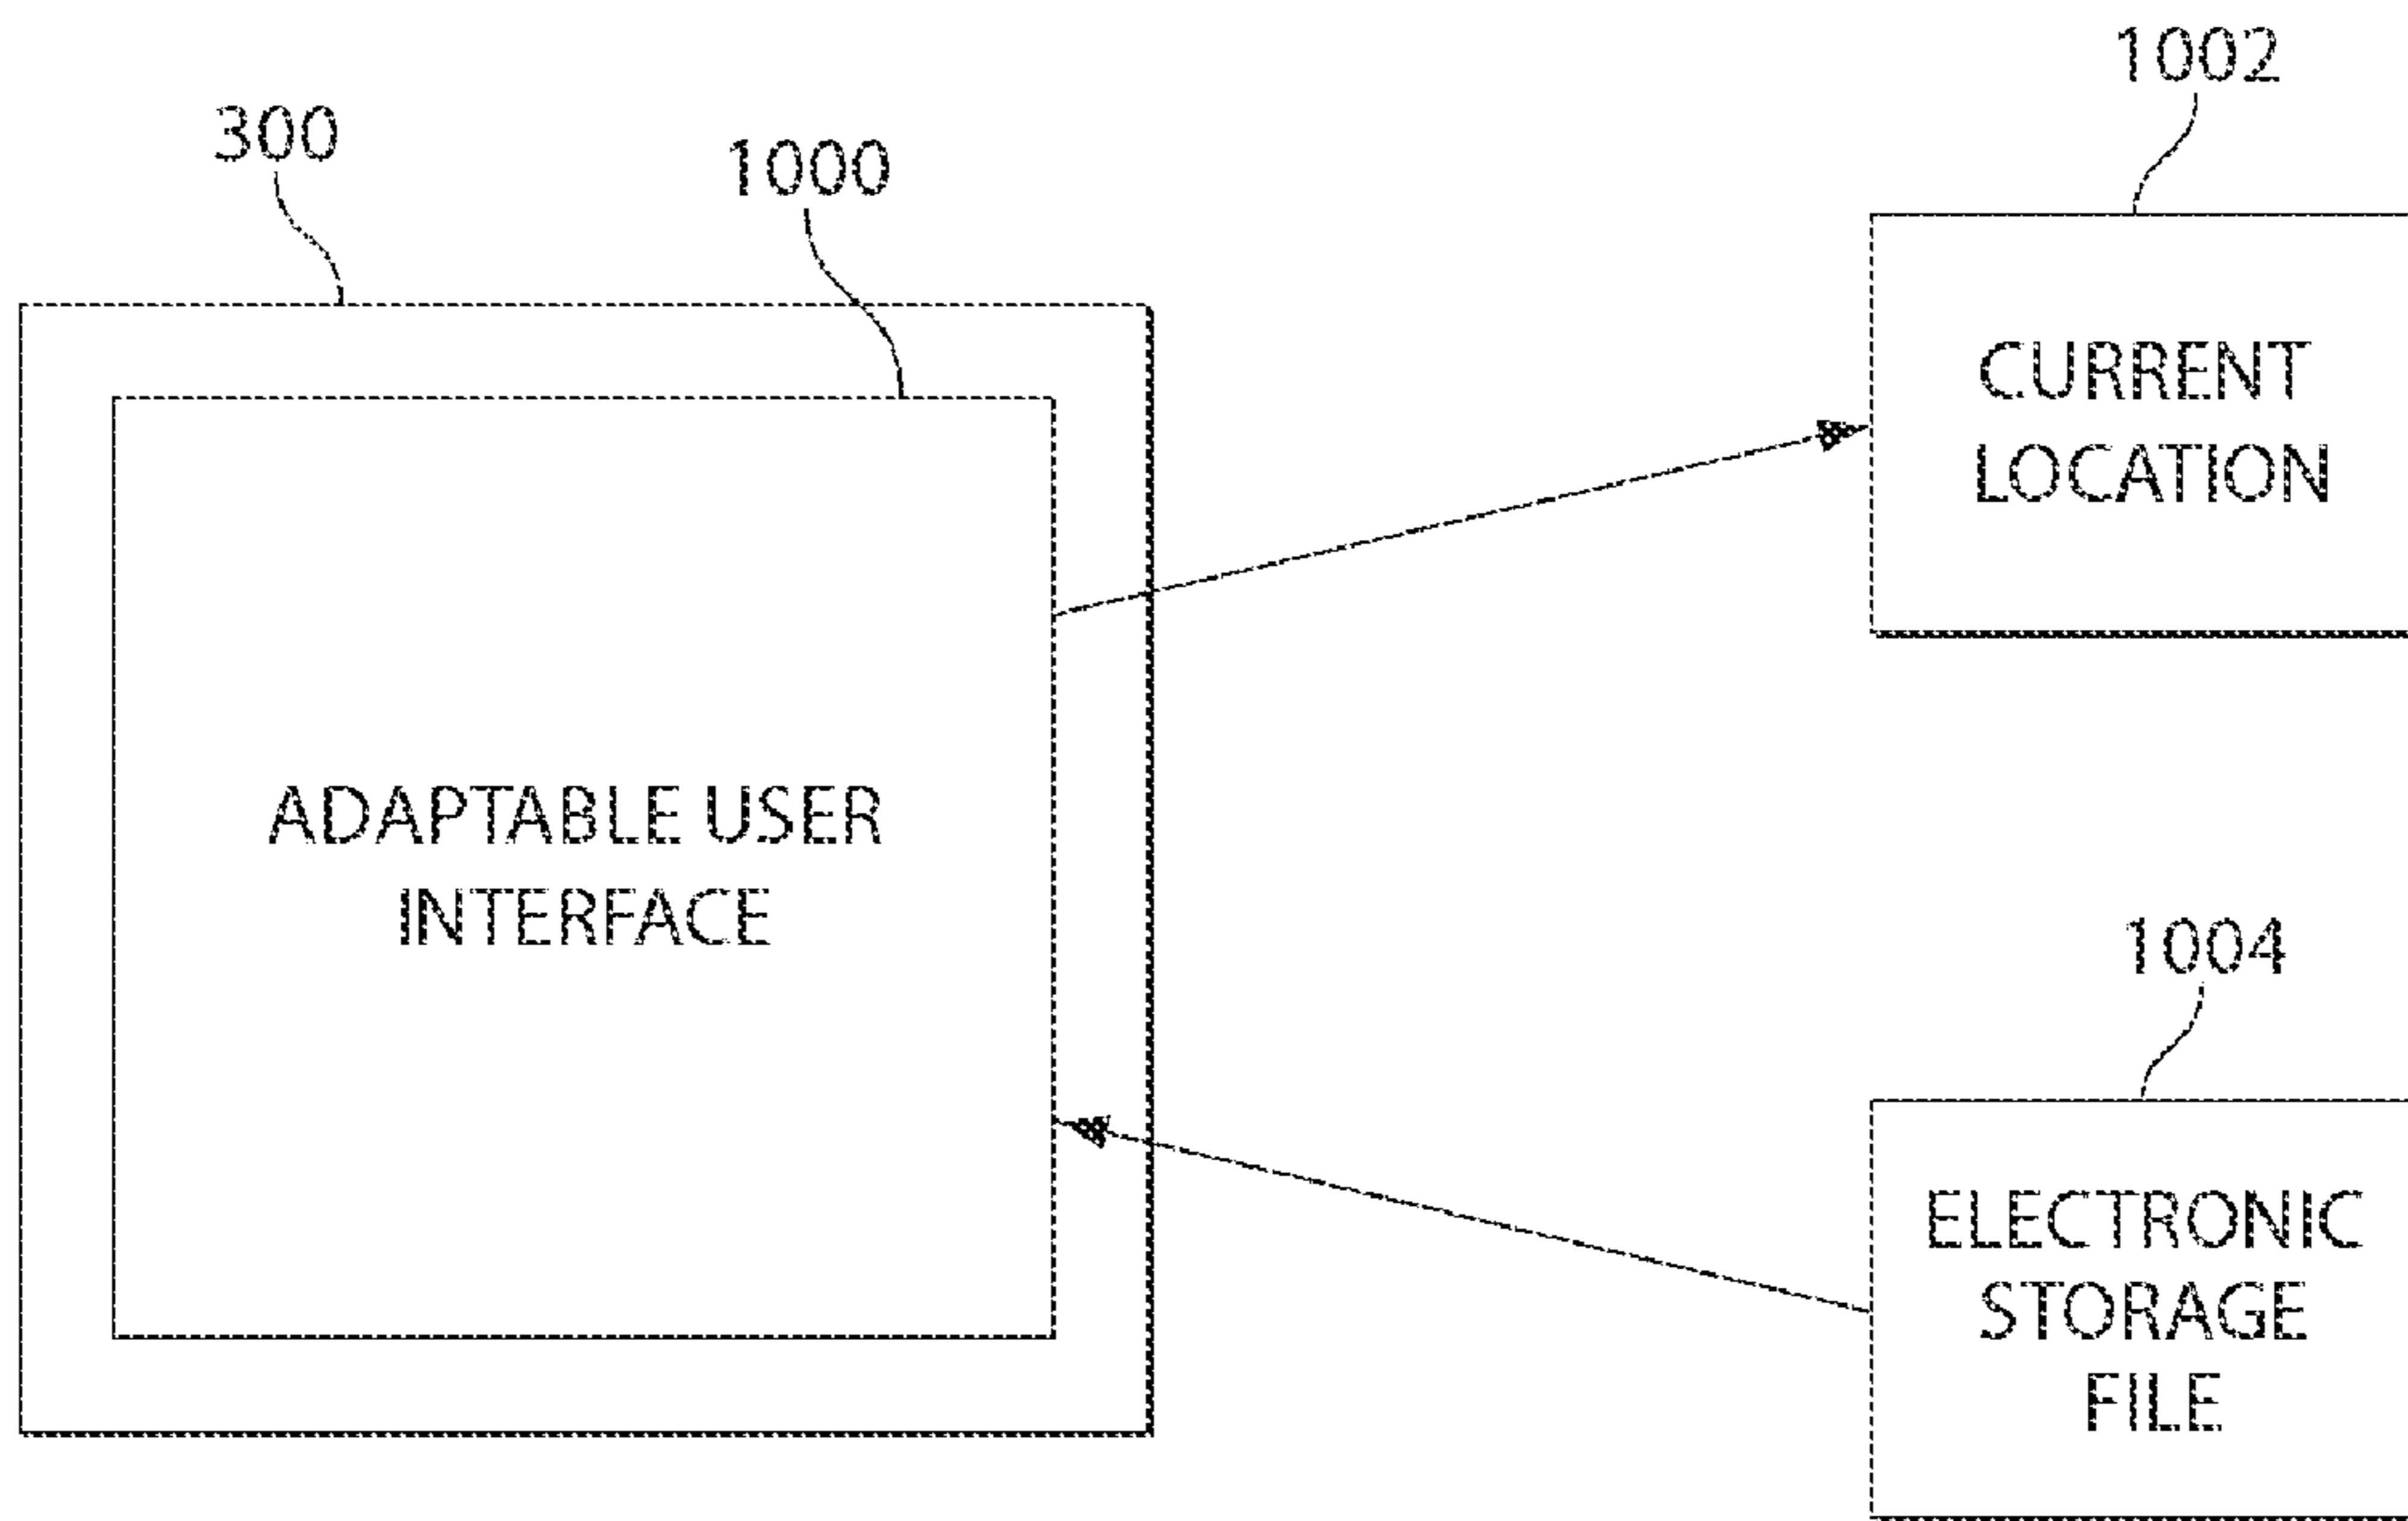 300
1000
1002
CURRENT
LOCATION
ADAPTABLE USER
INTERFACE
1004
ELECTRONIC
STORAGE
FILE